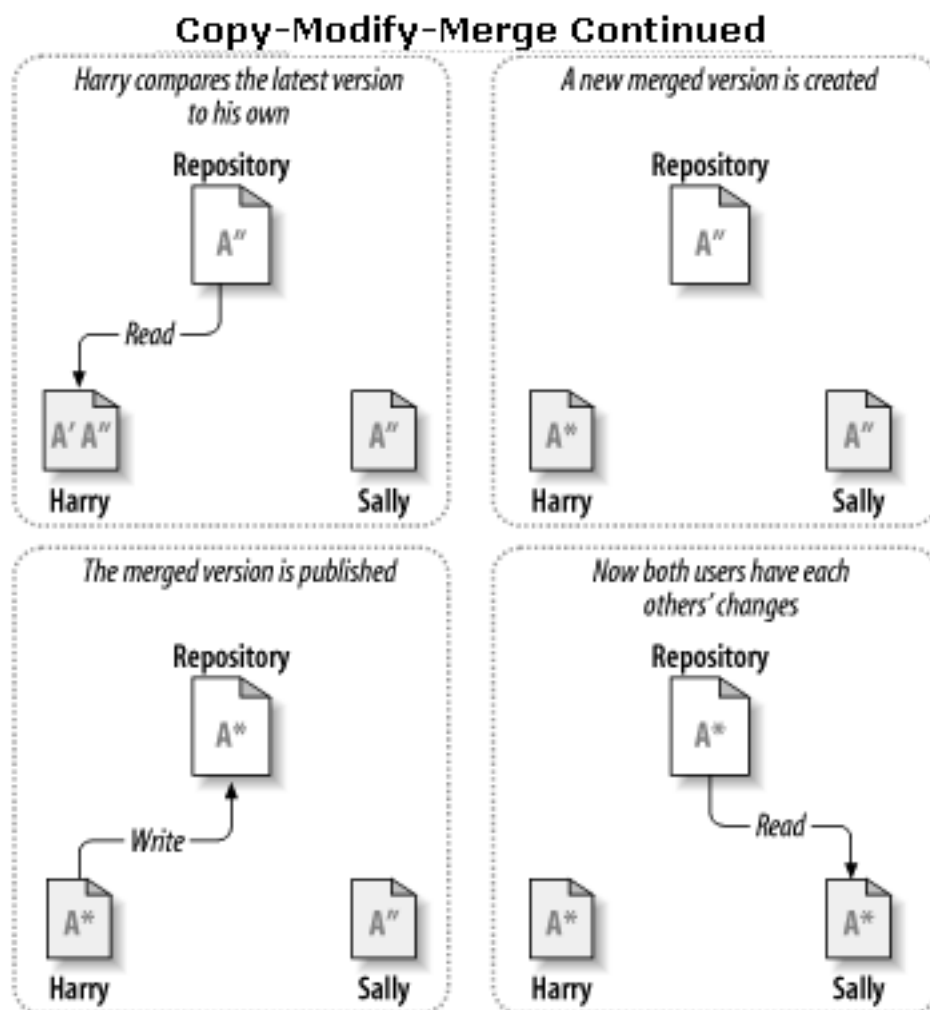 Copy-Modify-Merge Continued
Harry compares the latest version
to his own
Repository
A″
Read
A′ A″
A″
Harry
Sally
A new merged version is created
Repository
A″
A*
A″
Harry
Sally
The merged version is published
Repository
A*
Write
A*
A″
Harry
Sally
Now both users have each
others’ changes
Repository
A*
Read
A*
A*
Harry
Sally